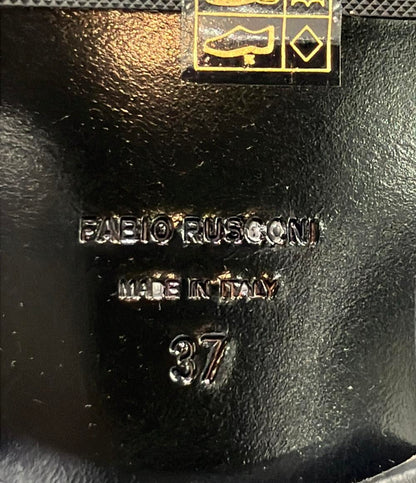 FABIO RUSCONI
MADE IN ITALY
37